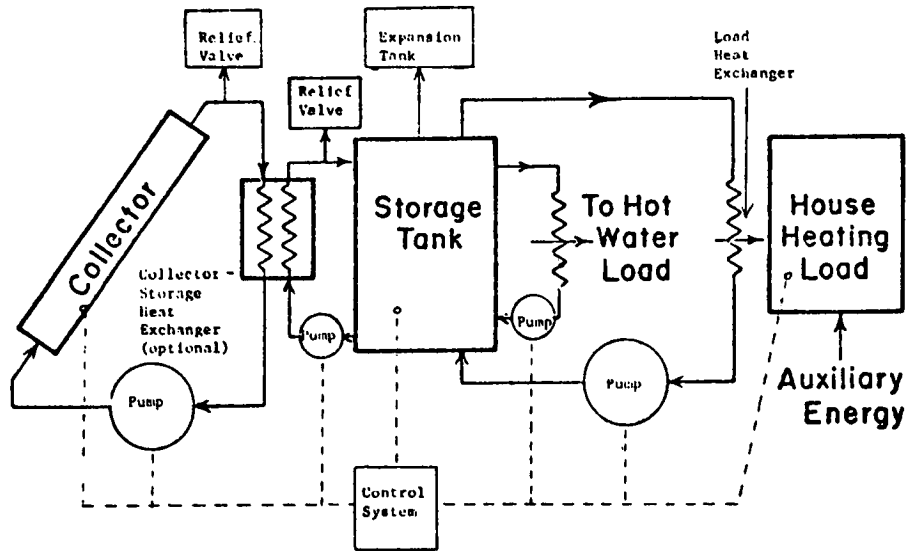 Relief
Valve
Expansion
Tank
Load
Heat
Exchanger
Relief
Valve
Collector
Storage
Tank
To Hot
Water
Load
House
Heating
Load
Collector -
Storage
Heat
Exchanger
(optional)
Pump
Pump
Pump
Pump
Auxiliary
Energy
Control
System